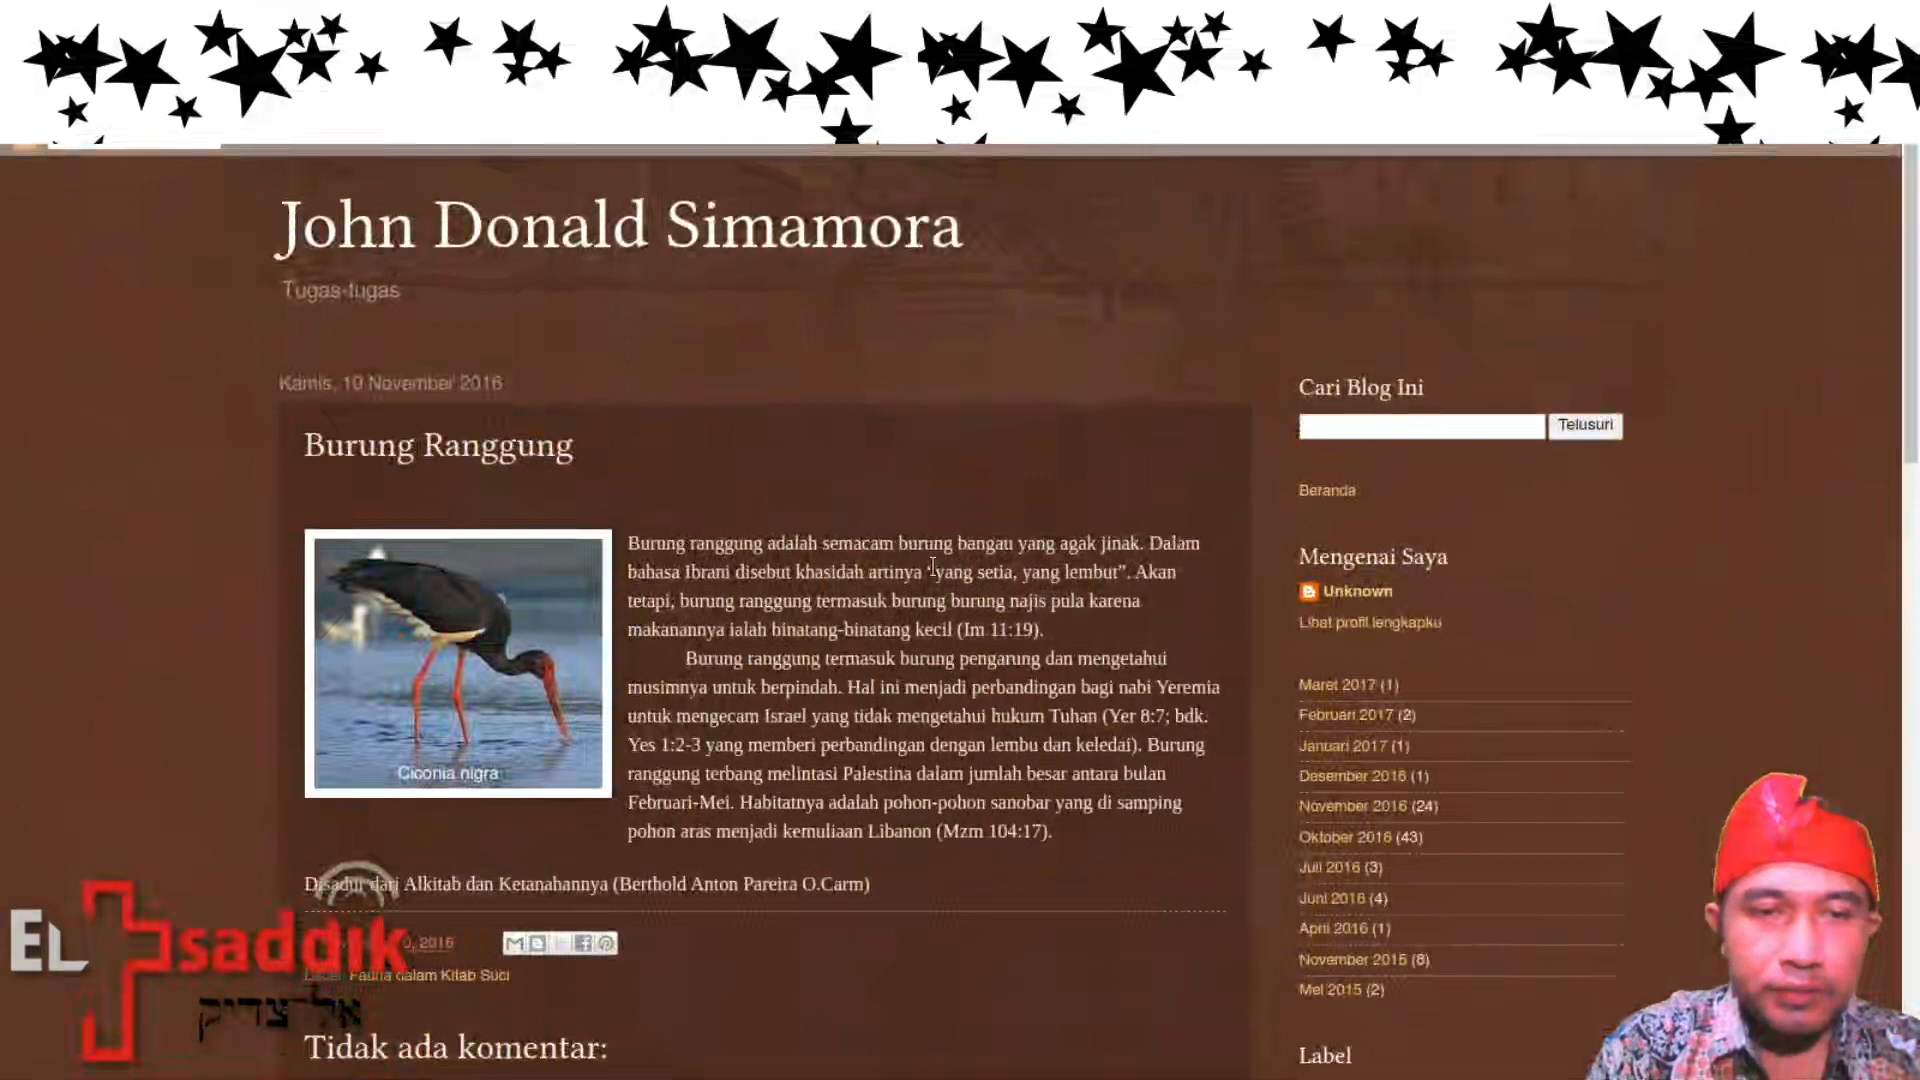 John Donald Simamora
Tugas-tugas
Kamis, 10 November 2016
Burung Ranggung
Burung ranggung adalah semacam burung bangau yang agak jinak. Dalam
bahasa Ibrani disebut khasidah artinya "yang setia, yang lembut". Akan
tetapi, burung ranggung termasuk burung burung najis pula karena
makanannya ialah binatang-binatang kecil (Im 11:19).
Burung ranggung termasuk burung pengarung dan mengetahui
musimnya untuk berpindah. Hal ini menjadi perbandingan bagi nabi Yeremia
untuk mengecam Israel yang tidak mengetahui hukum Tuhan (Yer 8:7; bdk.
Yes 1:2-3 yang memberi perbandingan dengan lembu dan keledai). Burung
ranggung terbang melintasi Palestina dalam jumlah besar antara bulan
Februari-Mei. Habitatnya adalah pohon-pohon sanobar yang di samping
pohon aras menjadi kemuliaan Libanon (Mzm 104:17).
Ciconia nigra
Disadur dari Alkitab dan Ketanahannya (Berthold Anton Pareira O.Carm)
0, 2016
Fauna dalam Kitab Suci
Tidak ada komentar:
Cari Blog Ini
Telusuri
Beranda
Mengenai Saya
Unknown
Lihat profil lengkapku
Maret 2017 (1)
Februari 2017 (2)
Januari 2017 (1)
Desember 2016 (1)
November 2016 (24)
Oktober 2016 (43)
Juli 2016 (3)
Juni 2016 (4)
April 2016 (1)
November 2015 (8)
Mei 2015 (2)
Label
EL saddik
אל צדיק